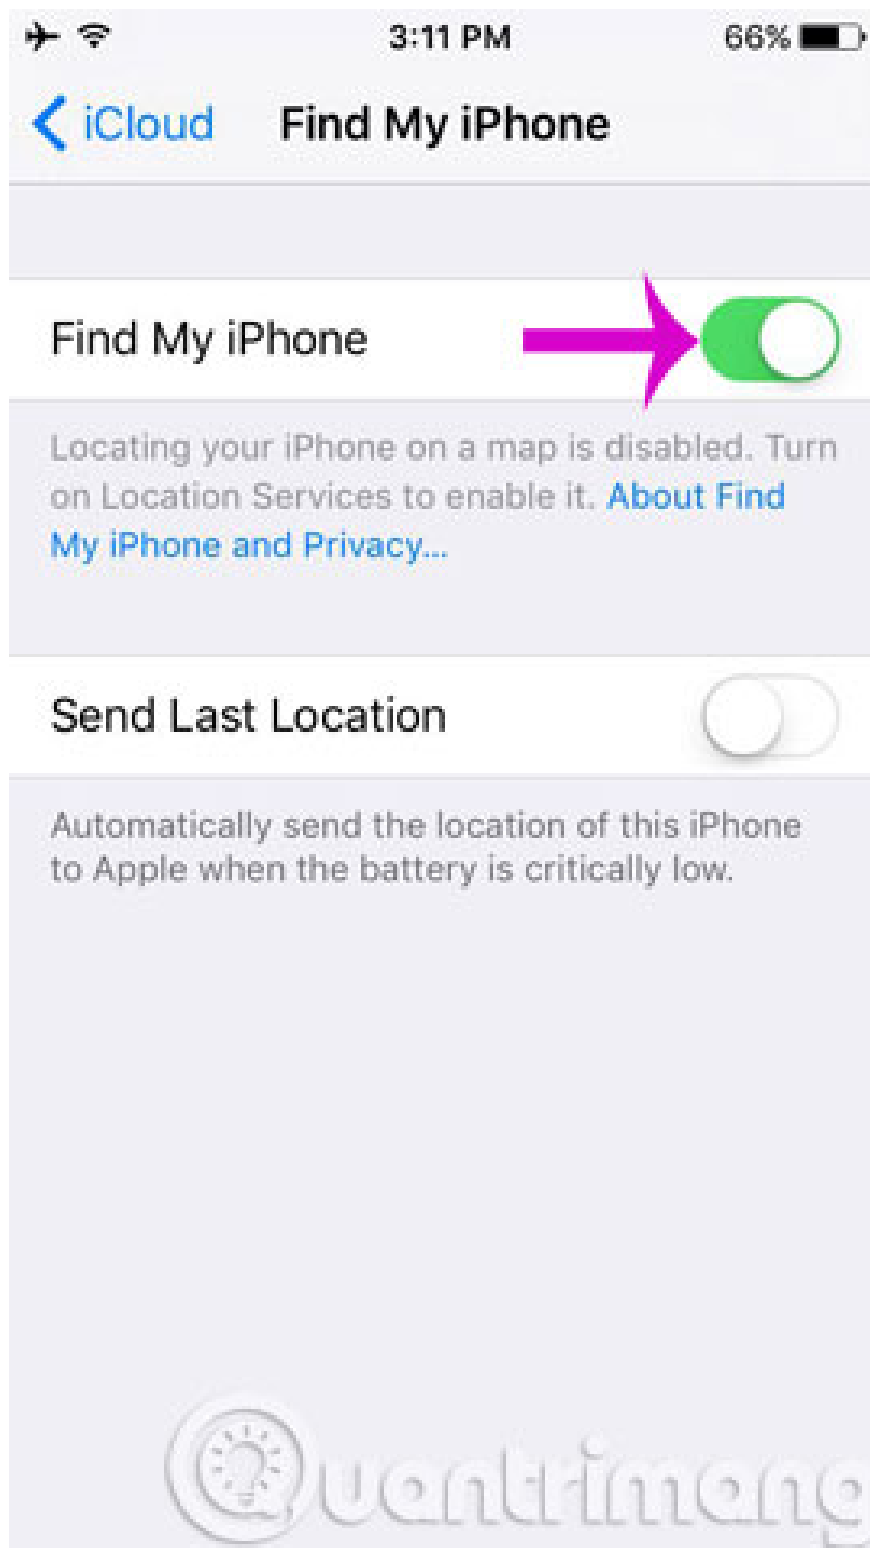 3:11 PM 66%
iCloud Find My iPhone
Find My iPhone
Locating your iPhone on a map is disabled. Turn
on Location Services to enable it. About Find
My iPhone and Privacy...
Send Last Location
Automatically send the location of this iPhone
to Apple when the battery is critically low.
Quantrimang